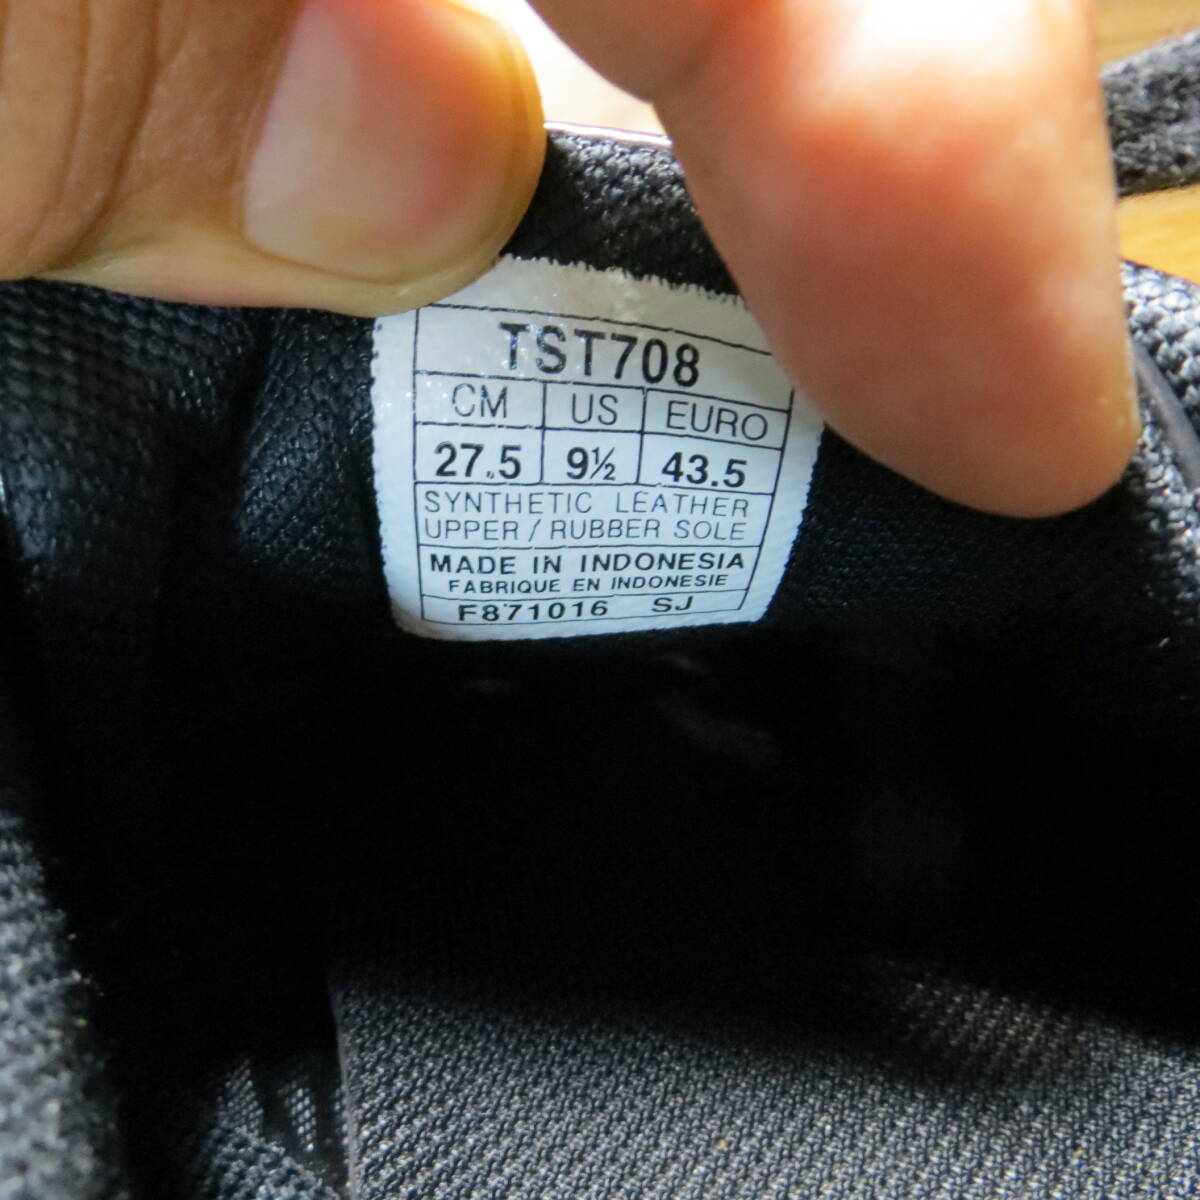 TST708
CM US EURO
27.5 9½ 43.5
SYNTHETIC LEATHER
UPPER / RUBBER SOLE
MADE IN INDONESIA
FABRIQUE EN INDONESIE
F871016 SJ